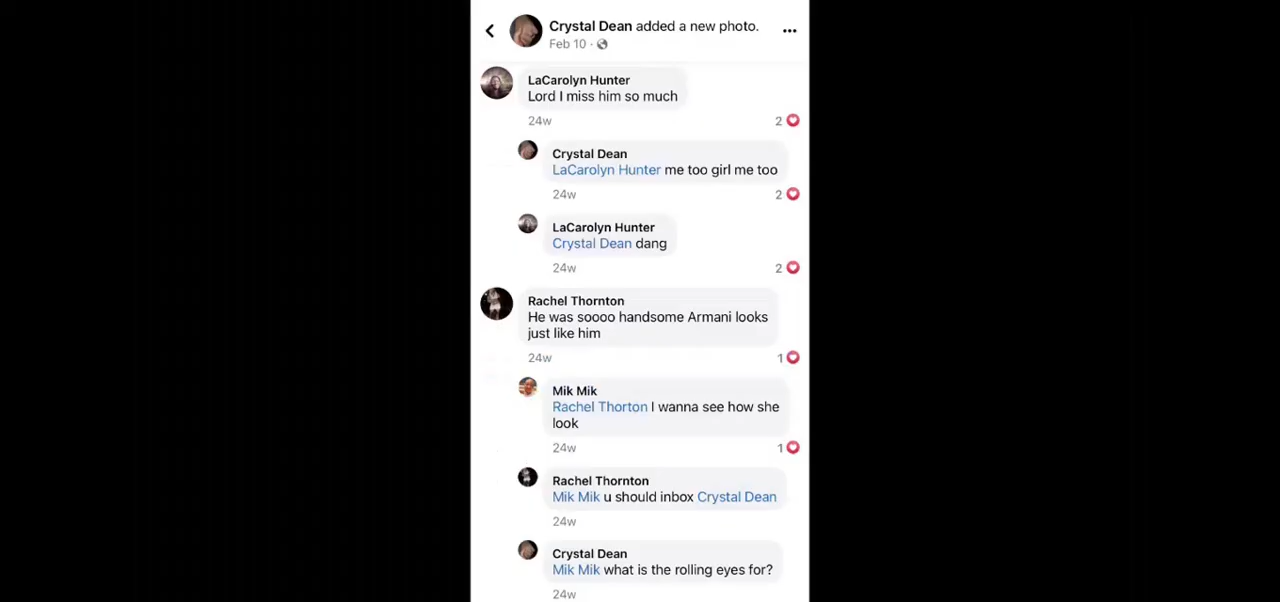 Crystal Dean added a new photo.
Feb 10 ·
LaCarolyn Hunter
Lord I miss him so much
24w
2
Crystal Dean
LaCarolyn Hunter me too girl me too
24w
2
LaCarolyn Hunter
Crystal Dean dang
24w
2
Rachel Thornton
He was soooo handsome Armani looks
just like him
24w
1
Mik Mik
Rachel Thorton I wanna see how she
look
24w
1
Rachel Thornton
Mik Mik u should inbox Crystal Dean
24w
Crystal Dean
Mik Mik what is the rolling eyes for?
24w